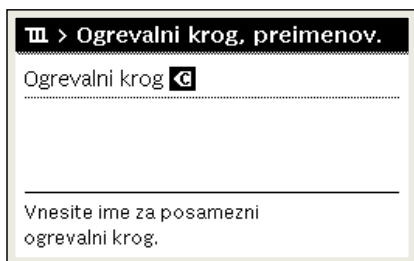 > Ogrevalni krog, preimenov.
Ogrevalni krog C
Vnesite ime za posamezni
ogrevalni krog.